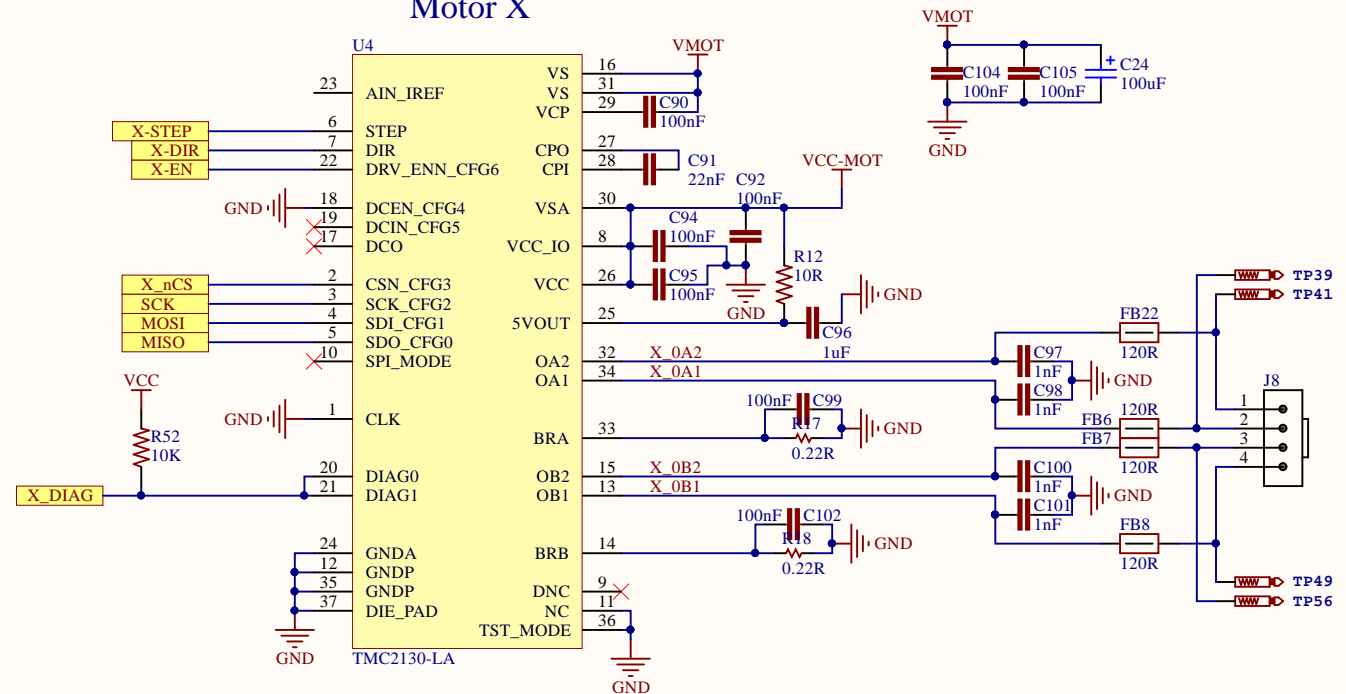 Motor X
U4
VMOT
VMOT
23 AIN_IREF
VS 16
VS 31
VCP 29
C90
100nF
C104
100nF
C105
100nF
+ C24
100uF
GND
X-STEP 6 STEP
X-DIR 7 DIR
X-EN 22 DRV_ENN_CFG6
CPO 27
CPI 28
C91
22nF
VCC-MOT
C92
100nF
GND 18 DCEN_CFG4
19 DCIN_CFG5
17 DCO
VSA 30
VCC_IO 8
VCC 26
C94
100nF
C95
100nF
GND
R12
10R
X_nCS 2 CSN_CFG3
SCK 3 SCK_CFG2
MOSI 4 SDI_CFG1
MISO 5 SDO_CFG0
10 SPI_MODE
5VOUT 25
C96
1uF
GND
TP39
TP41
OA2 32 X_0A2
OA1 34 X_0A1
C97
1nF
C98
1nF
GND
FB22
120R
VCC
R52
10K
GND 1 CLK
BRA 33
100nF C99
R17
0.22R
GND
120R
FB6
FB7
120R
J8
1
2
3
4
X_DIAG
20 DIAG0
21 DIAG1
OB2 15 X_0B2
OB1 13 X_0B1
C100
1nF
C101
1nF
GND
FB8
120R
24 GNDA
12 GNDP
35 GNDP
37 DIE_PAD
GND
BRB 14
100nF C102
R18
0.22R
GND
DNC 9
NC 11
TST_MODE 36
GND
TP49
TP56
TMC2130-LA